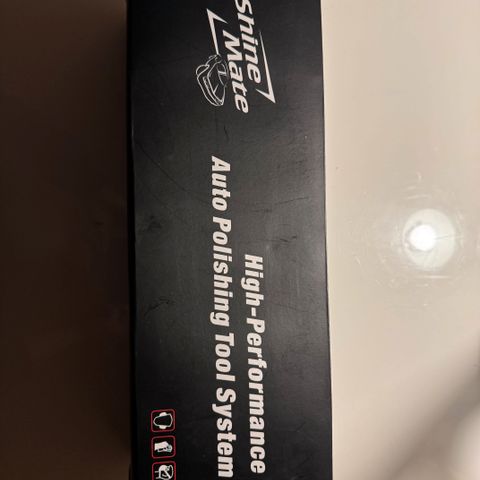 Shine
Mate
High-Performance
Auto Polishing Tool System